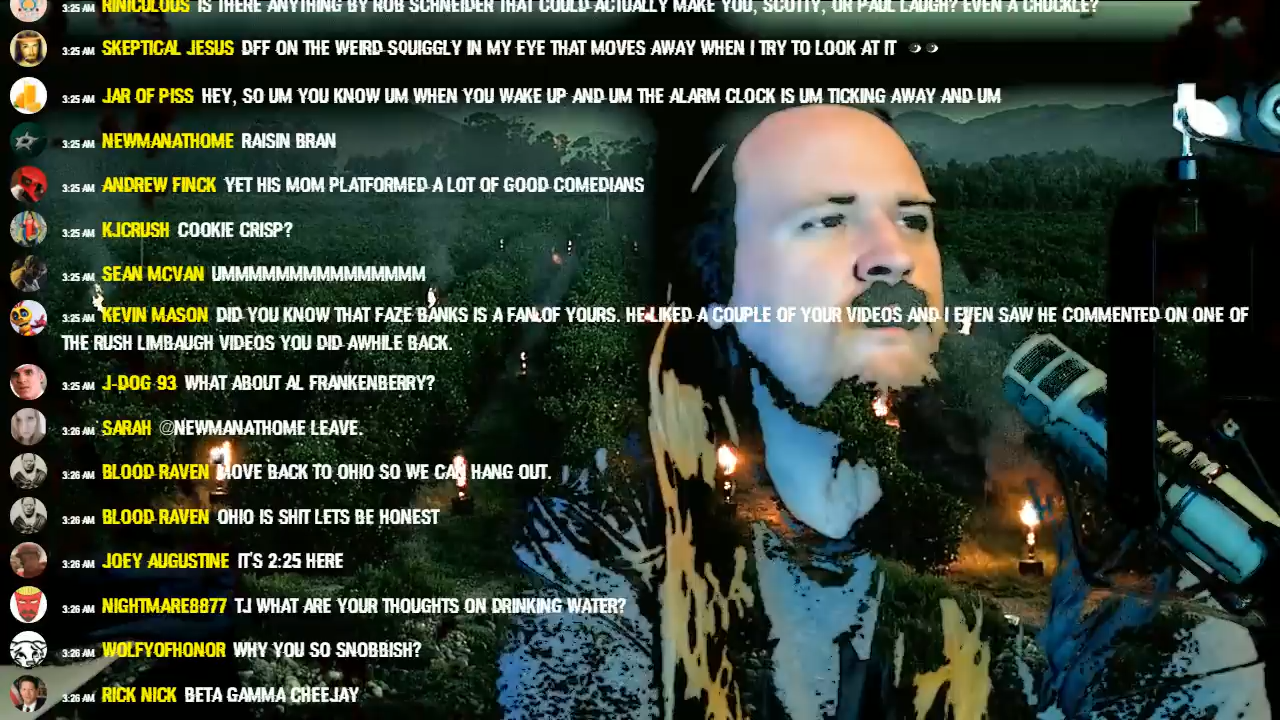 3:25 AM RINICULOUS IS THERE ANYTHING BY ROB SCHNEIDER THAT COULD ACTUALLY MAKE YOU, SCOTTY, OR PAUL LAUGH? EVEN A CHUCKLE?
3:25 AM SKEPTICAL JESUS DFF ON THE WEIRD SQUIGGLY IN MY EYE THAT MOVES AWAY WHEN I TRY TO LOOK AT IT 👀
3:25 AM JAR OF PISS HEY, SO UM YOU KNOW UM WHEN YOU WAKE UP AND UM THE ALARM CLOCK IS UM TICKING AWAY AND UM
3:25 AM NEWMANATHOME RAISIN BRAN
3:25 AM ANDREW FINCK YET HIS MOM PLATFORMED A LOT OF GOOD COMEDIANS
3:25 AM KJCRUSH COOKIE CRISP?
3:25 AM SEAN MCVAN UMMMMMMMMMMMMMMMM
3:25 AM KEVIN MASON DID YOU KNOW THAT FAZE BANKS IS A FAN OF YOURS. HE LIKED A COUPLE OF YOUR VIDEOS AND I EVEN SAW HE COMMENTED ON ONE OF
THE RUSH LIMBAUGH VIDEOS YOU DID AWHILE BACK.
3:25 AM J-DOG 93 WHAT ABOUT AL FRANKENBERRY?
3:26 AM SARAH @NEWMANATHOME LEAVE.
3:26 AM BLOOD RAVEN MOVE BACK TO OHIO SO WE CAN HANG OUT.
3:26 AM BLOOD RAVEN OHIO IS SHIT LETS BE HONEST
3:26 AM JOEY AUGUSTINE IT'S 2:25 HERE
3:26 AM NIGHTMARE8877 TJ WHAT ARE YOUR THOUGHTS ON DRINKING WATER?
3:26 AM WOLFYOFHONOR WHY YOU SO SNOBBISH?
3:26 AM RICK NICK BETA GAMMA CHEEJAY